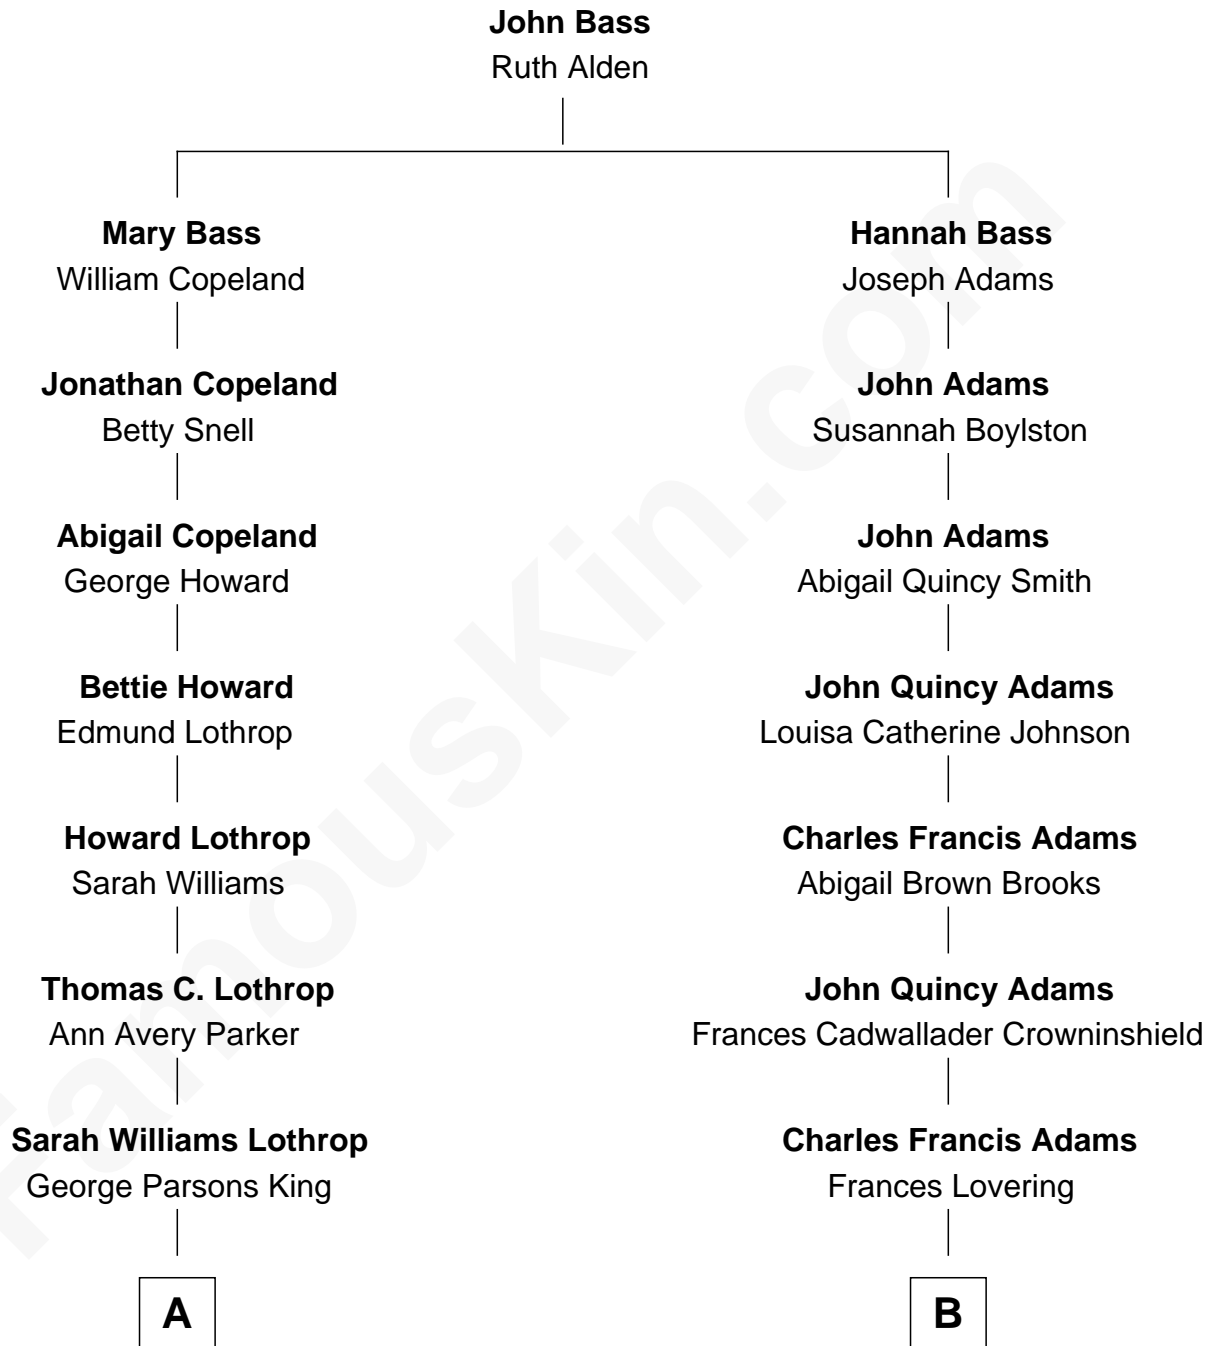 John Bass
Ruth Alden
Mary Bass
William Copeland
Hannah Bass
Joseph Adams
Jonathan Copeland
Betty Snell
John Adams
Susannah Boylston
Abigail Copeland
George Howard
John Adams
Abigail Quincy Smith
Bettie Howard
Edmund Lothrop
John Quincy Adams
Louisa Catherine Johnson
Howard Lothrop
Sarah Williams
Charles Francis Adams
Abigail Brown Brooks
Thomas C. Lothrop
Ann Avery Parker
John Quincy Adams
Frances Cadwallader Crowninshield
Sarah Williams Lothrop
George Parsons King
Charles Francis Adams
Frances Lovering
A
B
FamousKin.com